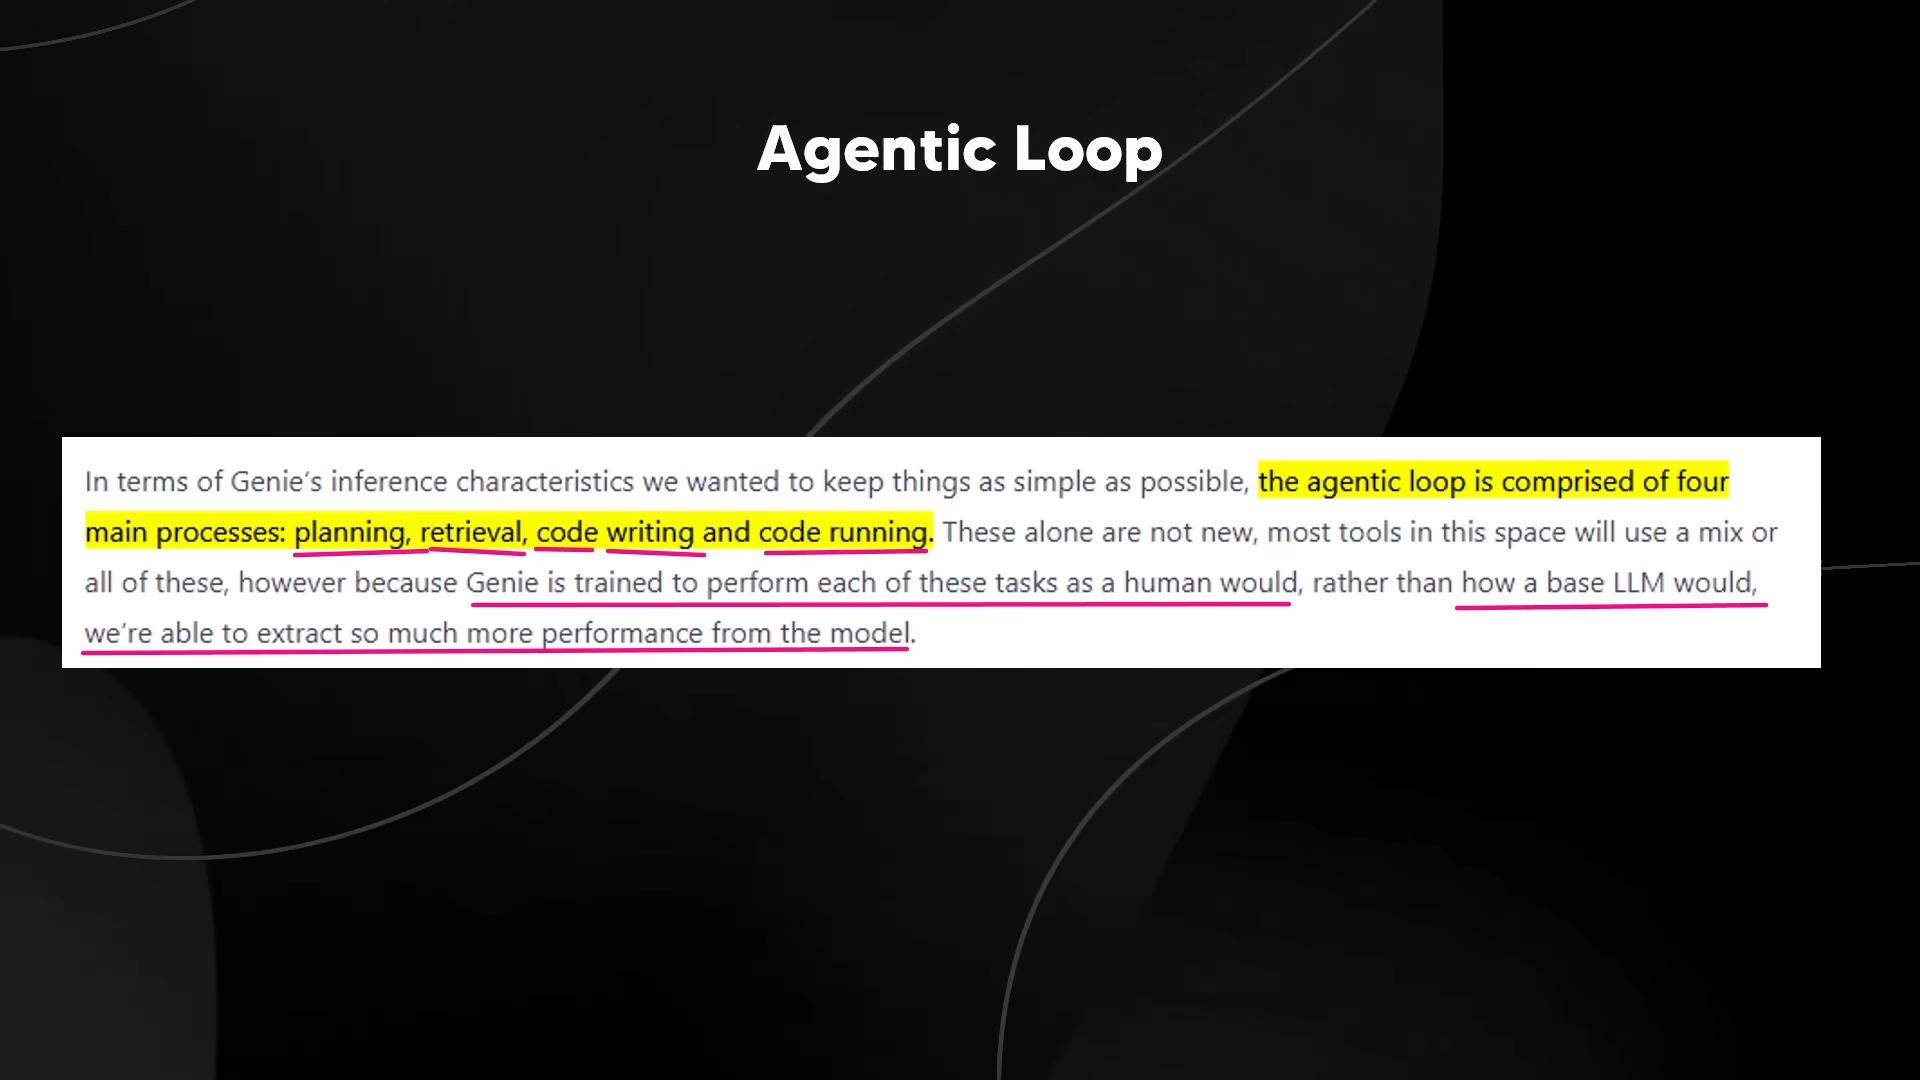 Agentic Loop
In terms of Genie’s inference characteristics we wanted to keep things as simple as possible, the agentic loop is comprised of four
main processes: planning, retrieval, code writing and code running. These alone are not new, most tools in this space will use a mix or
all of these, however because Genie is trained to perform each of these tasks as a human would, rather than how a base LLM would,
we’re able to extract so much more performance from the model.